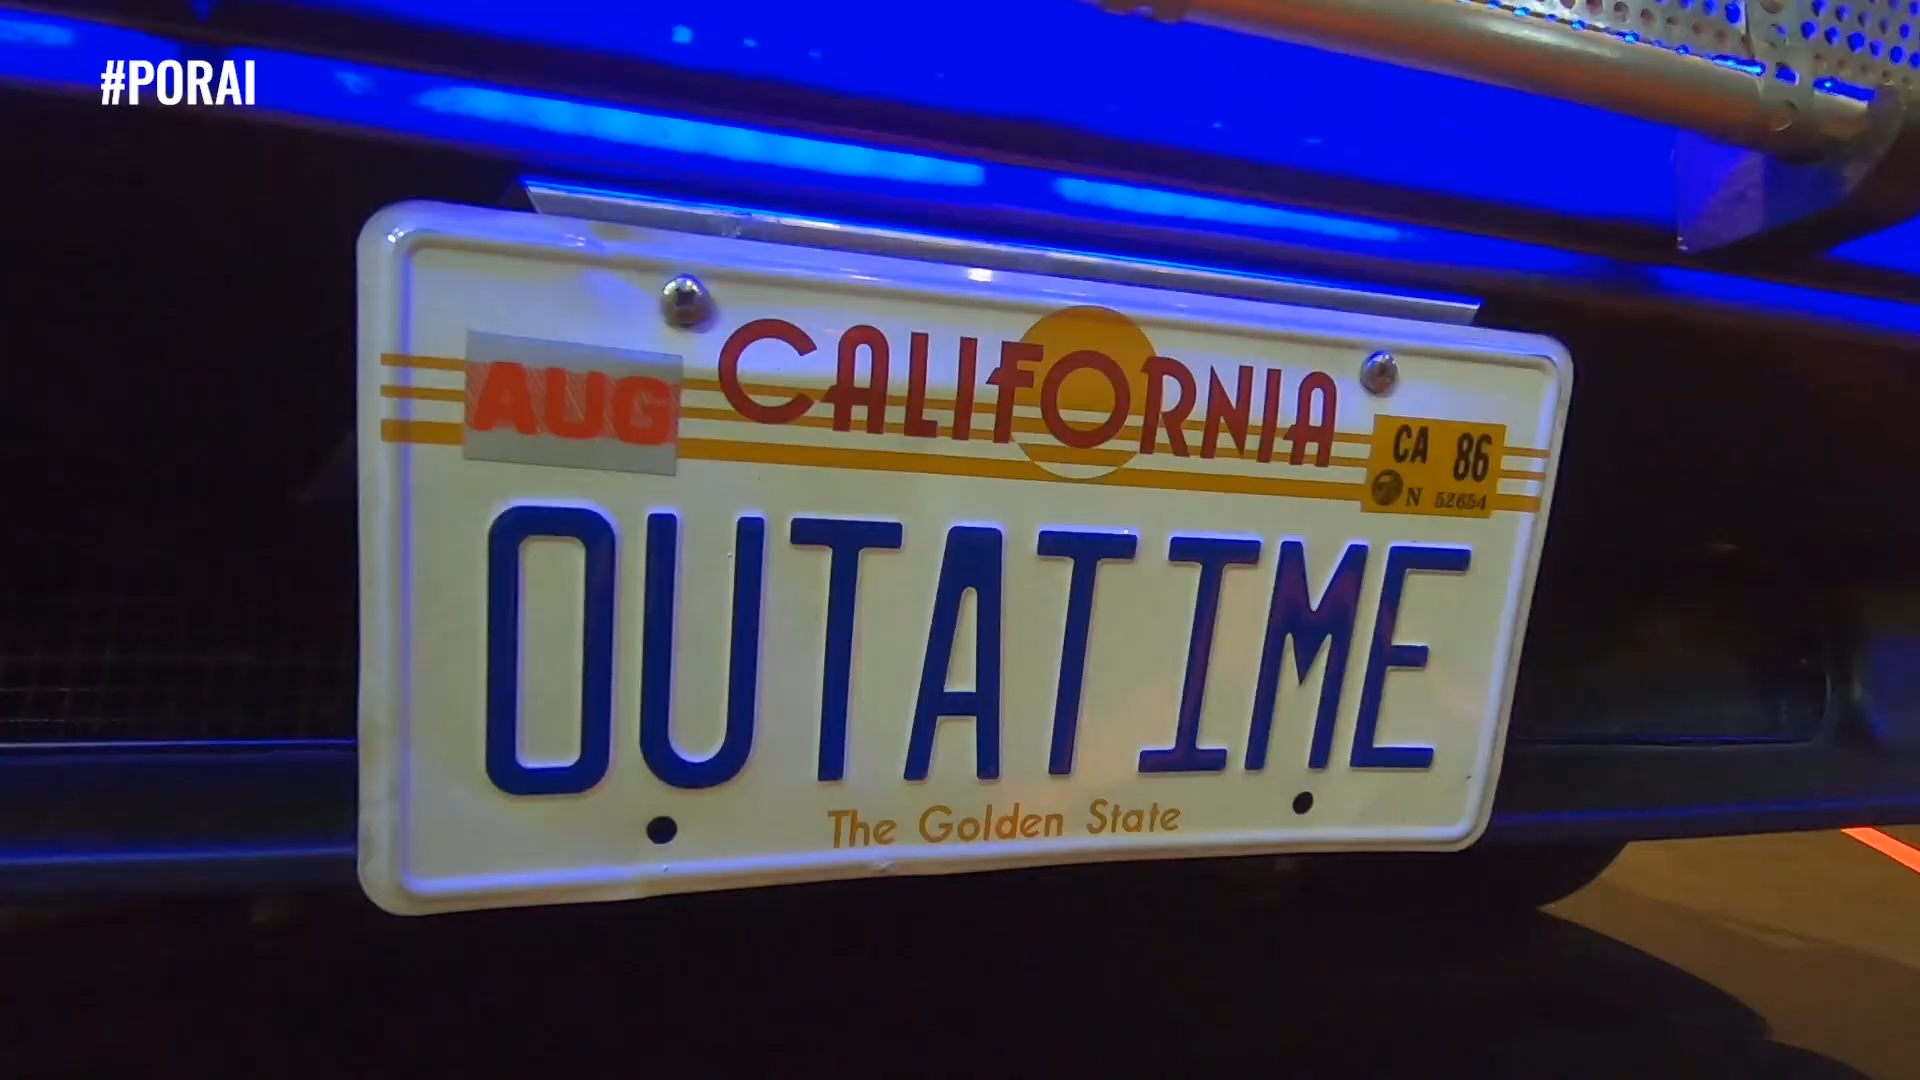 #PORAI
CALIFORNIA
AUG
CA 86
N 52654
OUTATIME
The Golden State